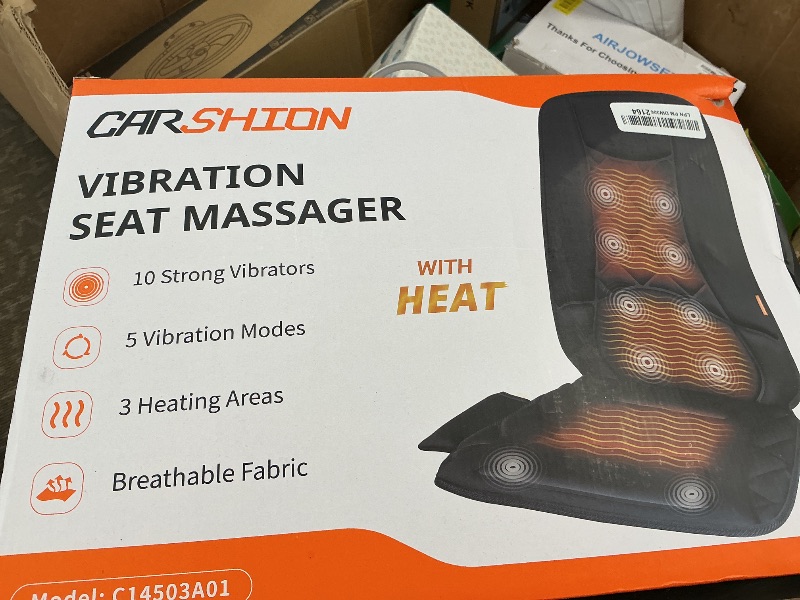 AIRJOWSE
Thanks For Choosin
CARSHION
VIBRATION
SEAT MASSAGER
10 Strong Vibrators
5 Vibration Modes
3 Heating Areas
Breathable Fabric
WITH
HEAT
Model: C14503A01